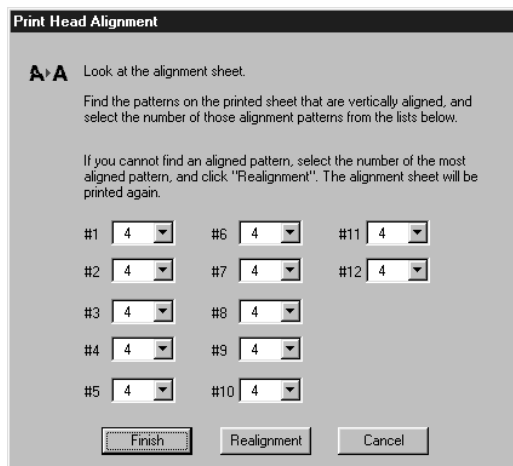 Print Head Alignment
A▸A Look at the alignment sheet.
Find the patterns on the printed sheet that are vertically aligned, and
select the number of those alignment patterns from the lists below.
If you cannot find an aligned pattern, select the number of the most
aligned pattern, and click "Realignment". The alignment sheet will be
printed again.
#1 4 #6 4 #11 4
#2 4 #7 4 #12 4
#3 4 #8 4
#4 4 #9 4
#5 4 #10 4
Finish Realignment Cancel